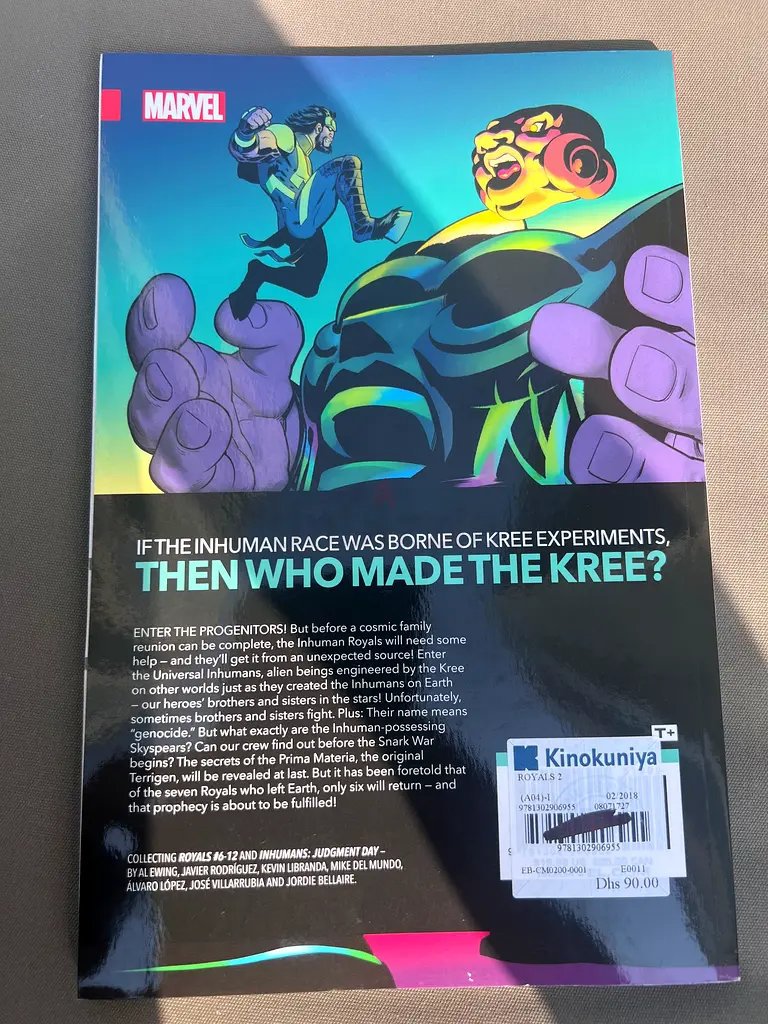 MARVEL
IF THE INHUMAN RACE WAS BORNE OF KREE EXPERIMENTS,
THEN WHO MADE THE KREE?
ENTER THE PROGENITORS! But before a cosmic family
reunion can be complete, the Inhuman Royals will need some
help – and they'll get it from an unexpected source! Enter
the Universal Inhumans, alien beings engineered by the Kree
on other worlds just as they created the Inhumans on Earth
– our heroes' brothers and sisters in the stars! Unfortunately,
sometimes brothers and sisters fight. Plus: Their name means
"genocide." But what exactly are the Inhuman-possessing
Skyspears? Can our crew find out before the Snark War
begins? The secrets of the Prima Materia, the original
Terrigen, will be revealed at last. But it has been foretold that
of the seven Royals who left Earth, only six will return – and
that prophecy is about to be fulfilled!
COLLECTING ROYALS #6-12 AND INHUMANS: JUDGMENT DAY –
BY AL EWING, JAVIER RODRÍGUEZ, KEVIN LIBRANDA, MIKE DEL MUNDO,
ÁLVARO LÓPEZ, JOSÉ VILLARRUBIA AND JORDIE BELLAIRE.
T+
Kinokuniya
ROYALS 2
(A04)-I 02/2018
9781302906955 08071727
9781302906955
EB-CM0200-0001 E0011
Dhs 90.00